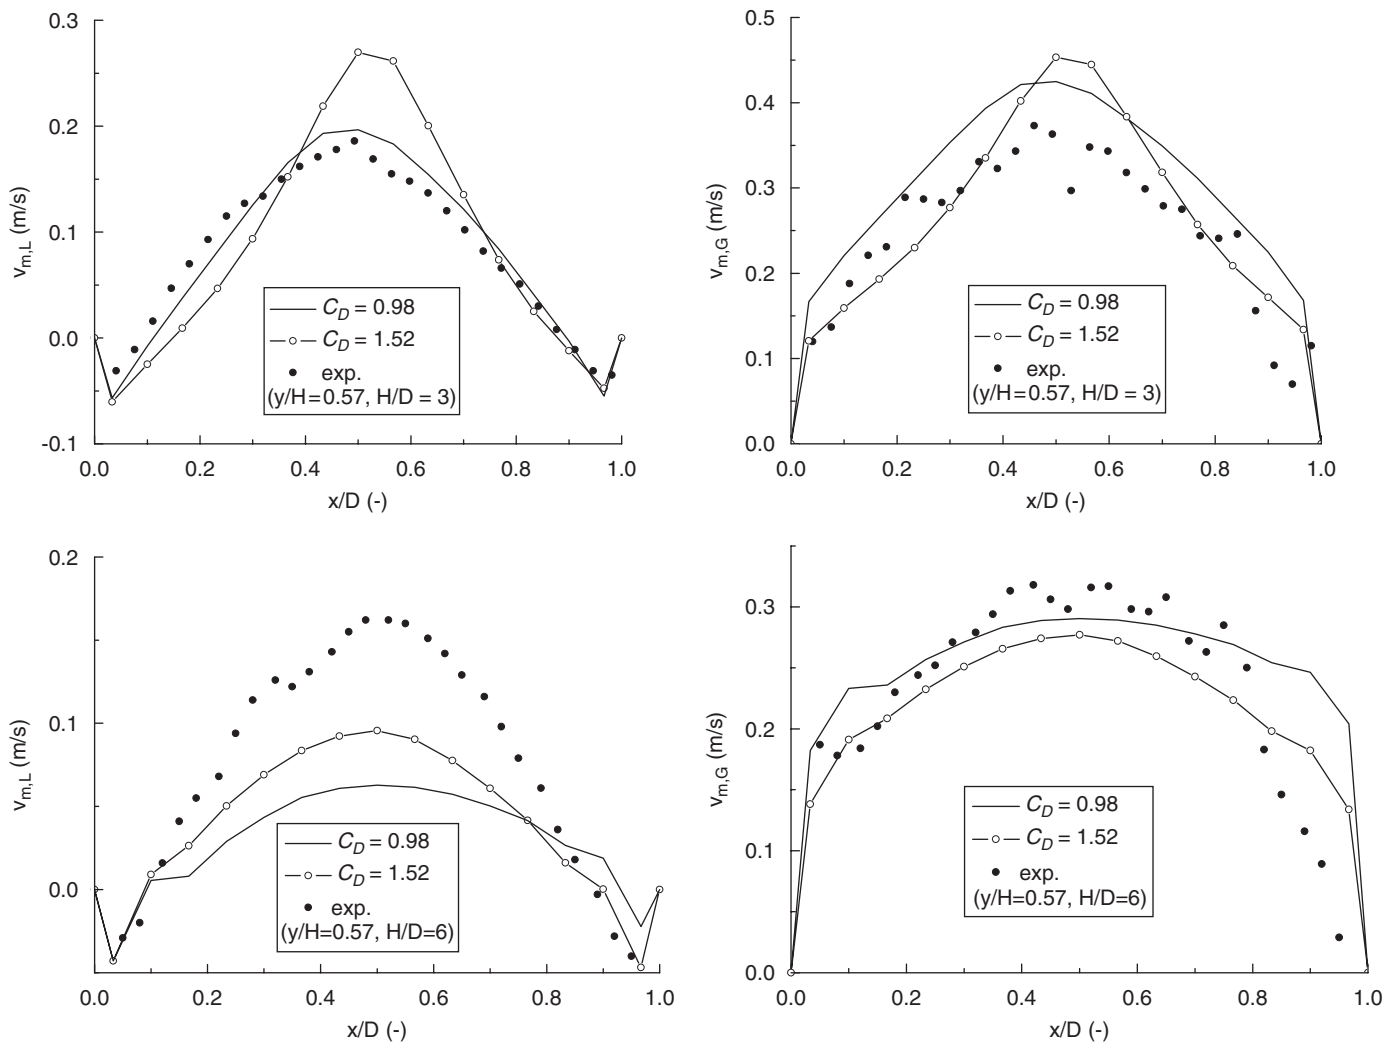 0.3
0.2
0.1
0.0
-0.1
v_m,L (m/s)
C_D = 0.98
C_D = 1.52
exp.
(y/H=0.57, H/D = 3)
0.0 0.2 0.4 0.6 0.8 1.0
x/D (-)
0.5
0.4
0.3
0.2
0.1
0.0
v_m,G (m/s)
C_D = 0.98
C_D = 1.52
exp.
(y/H=0.57, H/D = 3)
0.0 0.2 0.4 0.6 0.8 1.0
x/D (-)
0.2
0.1
0.0
v_m,L (m/s)
C_D = 0.98
C_D = 1.52
exp.
(y/H=0.57, H/D=6)
0.0 0.2 0.4 0.6 0.8 1.0
x/D (-)
0.3
0.2
0.1
0.0
v_m,G (m/s)
C_D = 0.98
C_D = 1.52
exp.
(y/H=0.57, H/D=6)
0.0 0.2 0.4 0.6 0.8 1.0
x/D (-)